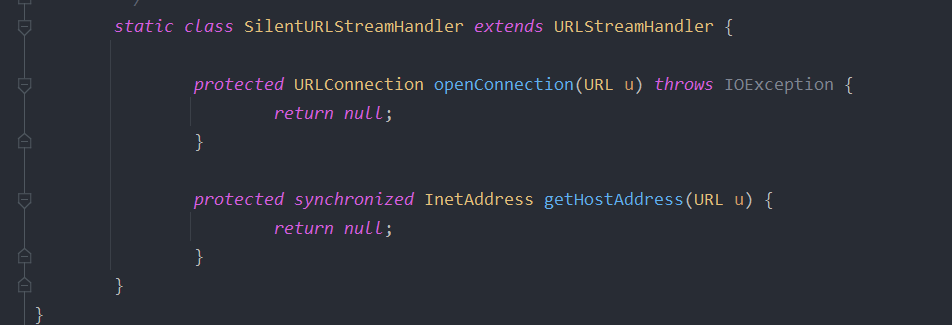 static class SilentURLStreamHandler extends URLStreamHandler {
protected URLConnection openConnection(URL u) throws IOException {
return null;
}
protected synchronized InetAddress getHostAddress(URL u) {
return null;
}
}
}